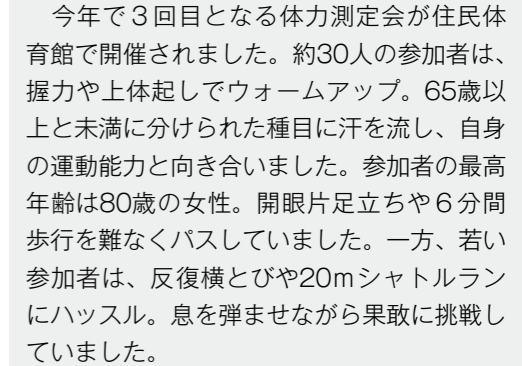 今年で３回目となる体力測定会が住民体
育館で開催されました。約30人の参加者は、
握力や上体起しでウォームアップ。65歳以
上と未満に分けられた種目に汗を流し、自身
の運動能力と向き合いました。参加者の最高
年齢は80歳の女性。開眼片足立ちや６分間
歩行を難なくパスしていました。一方、若い
参加者は、反復横とびや20mシャトルラン
にハッスル。息を弾ませながら果敢に挑戦し
ていました。